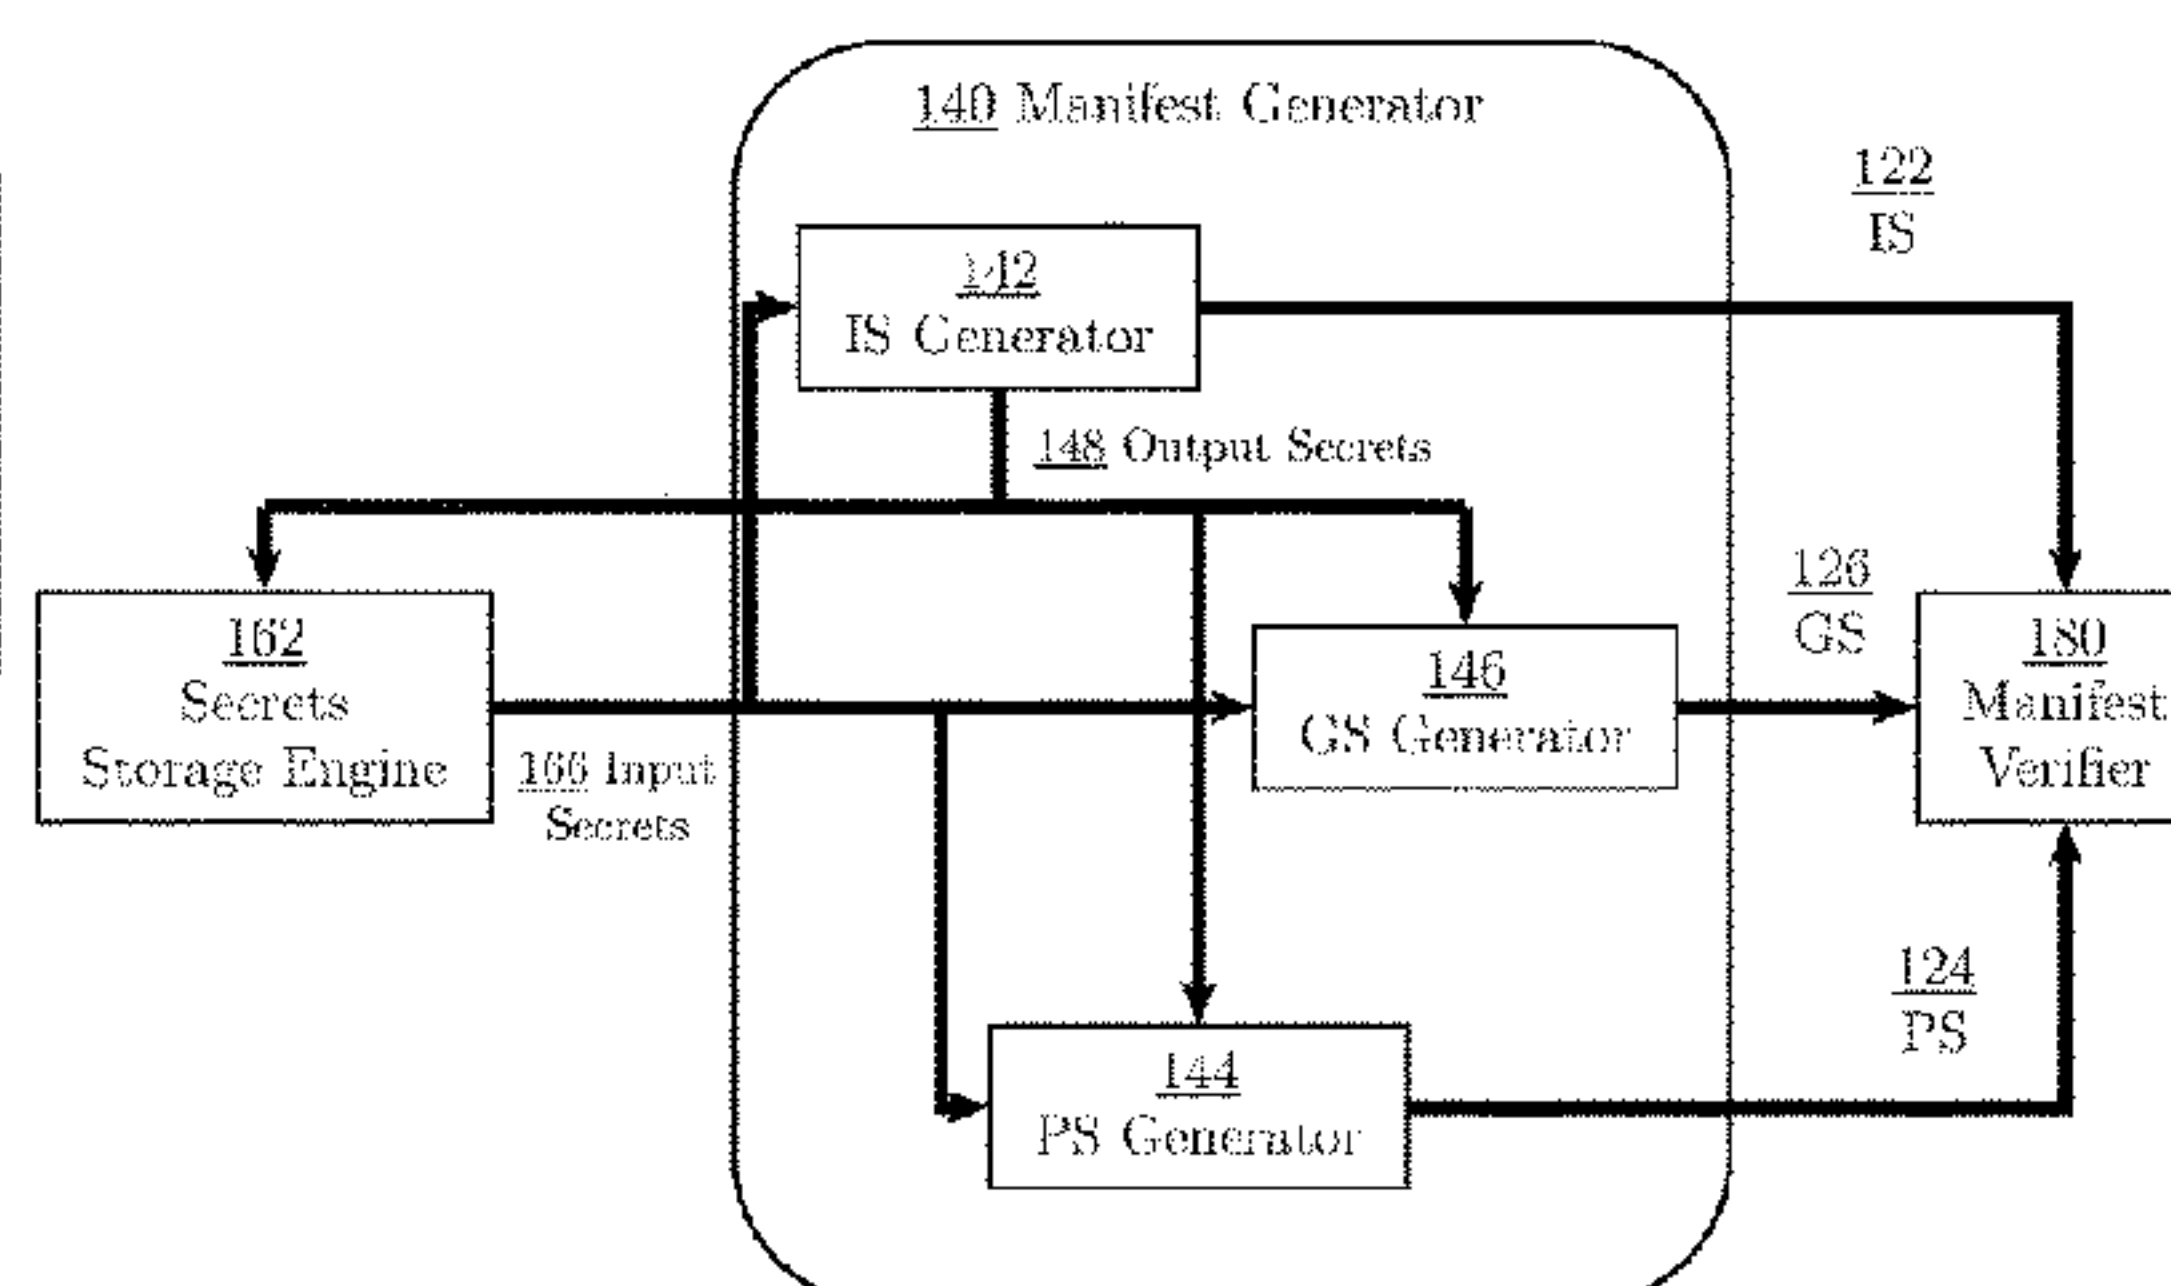 140 Manifest Generator
122
IS
142
IS Generator
148 Output Secrets
162
Secrets
Storage Engine
166 Input
Secrets
146
GS Generator
126
GS
180
Manifest
Verifier
144
PS Generator
124
PS